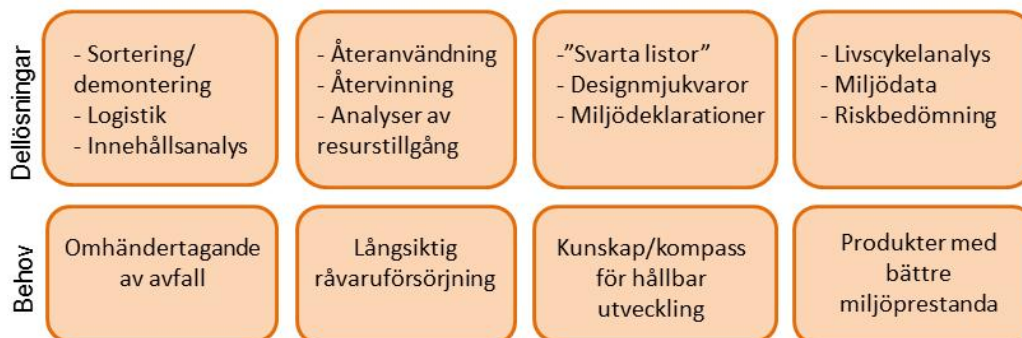 Dellösningar
- Sortering/
demontering
- Logistik
- Innehållsanalys
- Återanvändning
- Återvinning
- Analyser av
resurstillgång
-”Svarta listor”
- Designmjukvaror
- Miljödeklarationer
- Livscykelanalys
- Miljödata
- Riskbedömning
Behov
Omhändertagande
av avfall
Långsiktig
råvaruförsörjning
Kunskap/kompass
för hållbar
utveckling
Produkter med
bättre
miljöprestanda